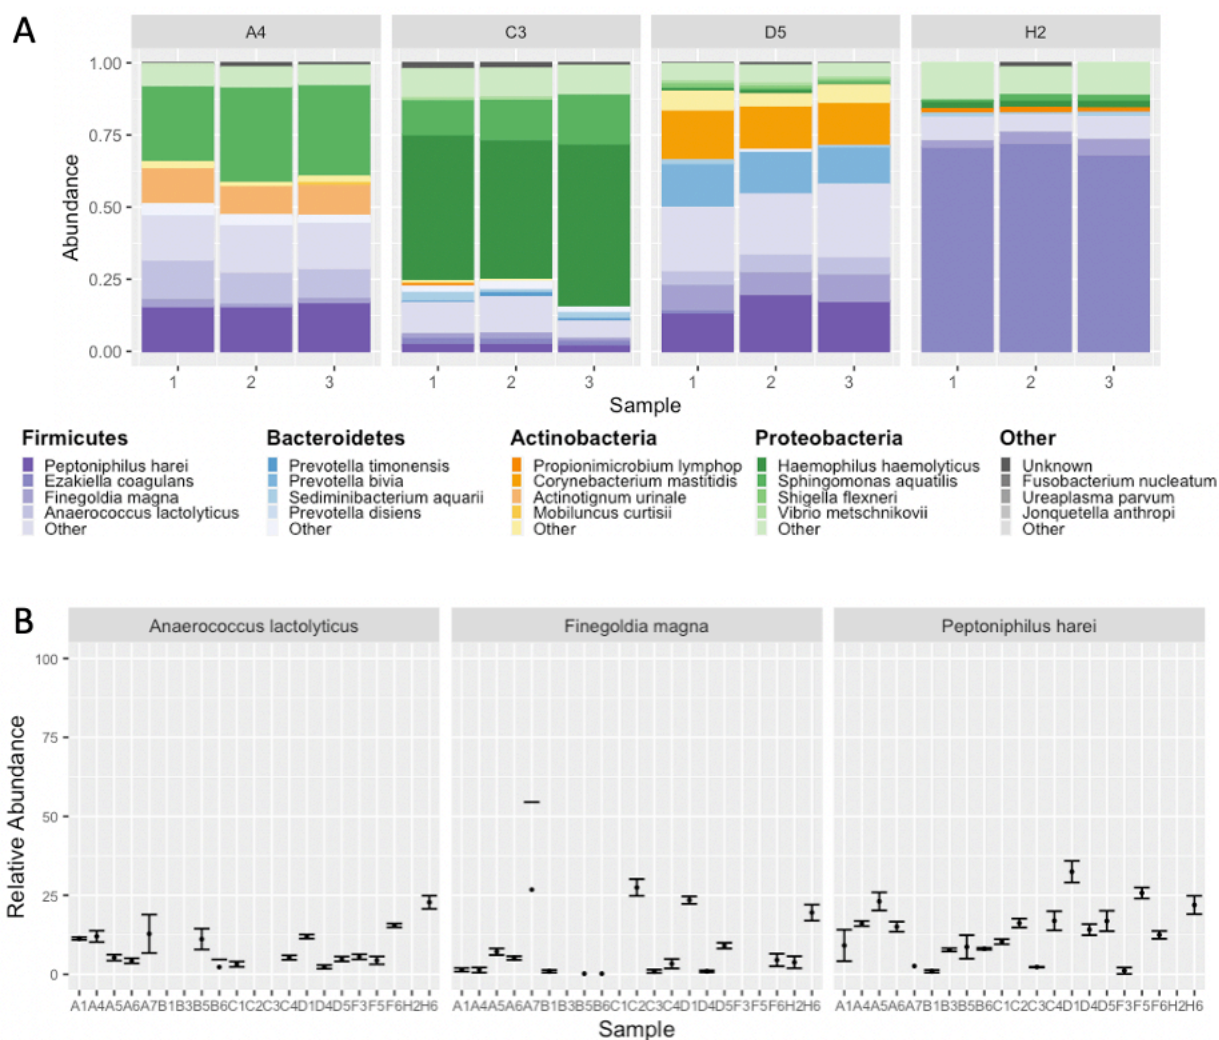 A
A4 C3 D5 H2
1.00
0.75
0.50
0.25
0.00
Abundance
1 2 3 1 2 3 1 2 3 1 2 3
Sample
Firmicutes Bacteroidetes Actinobacteria Proteobacteria Other
Peptoniphilus harei Prevotella timonensis Propionimicrobium lymphop Haemophilus haemolyticus Unknown
Ezakiella coagulans Prevotella bivia Corynebacterium mastitidis Sphingomonas aquatilis Fusobacterium nucleatum
Finegoldia magna Sediminibacterium aquarii Actinotignum urinale Shigella flexneri Ureaplasma parvum
Anaerococcus lactolyticus Prevotella disiens Mobiluncus curtisii Vibrio metschnikovii Jonquetella anthropi
Other Other Other Other Other
B
Anaerococcus lactolyticus Finegoldia magna Peptoniphilus harei
100
75
50
25
0
Relative Abundance
A1A4A5A6A7B1B3B5B6C1C2C3C4D1D4D5F3F5F6H2H6 A1A4A5A6A7B1B3B5B6C1C2C3C4D1D4D5F3F5F6H2H6 A1A4A5A6A7B1B3B5B6C1C2C3C4D1D4D5F3F5F6H2H6
Sample